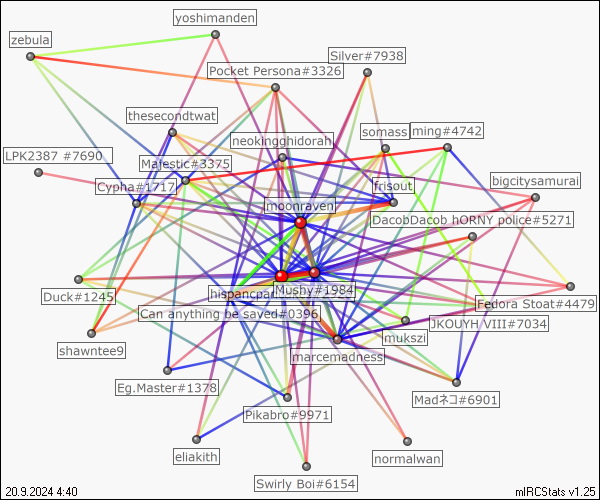 yoshimanden
zebula
Silver#7938
Pocket Persona#3326
thesecondtwat
somass
ming#4742
neokingghidorah
LPK2387 #7690
Majestic#3375
Cypha#1717
frisout
bigcitysamurai
moonraven
DacobDacob hORNY police#5271
Mushy#1984
hispancpa
Duck#1245
Fedora Stoat#4479
Can anything be saved#0396
JKOUYH VIII#7034
mukszi
shawntee9
marcemadness
Eg.Master#1378
Madネコ#6901
Pikabro#9971
eliakith
normalwan
Swirly Boi#6154
20.9.2024 4:40
mIRCStats v1.25